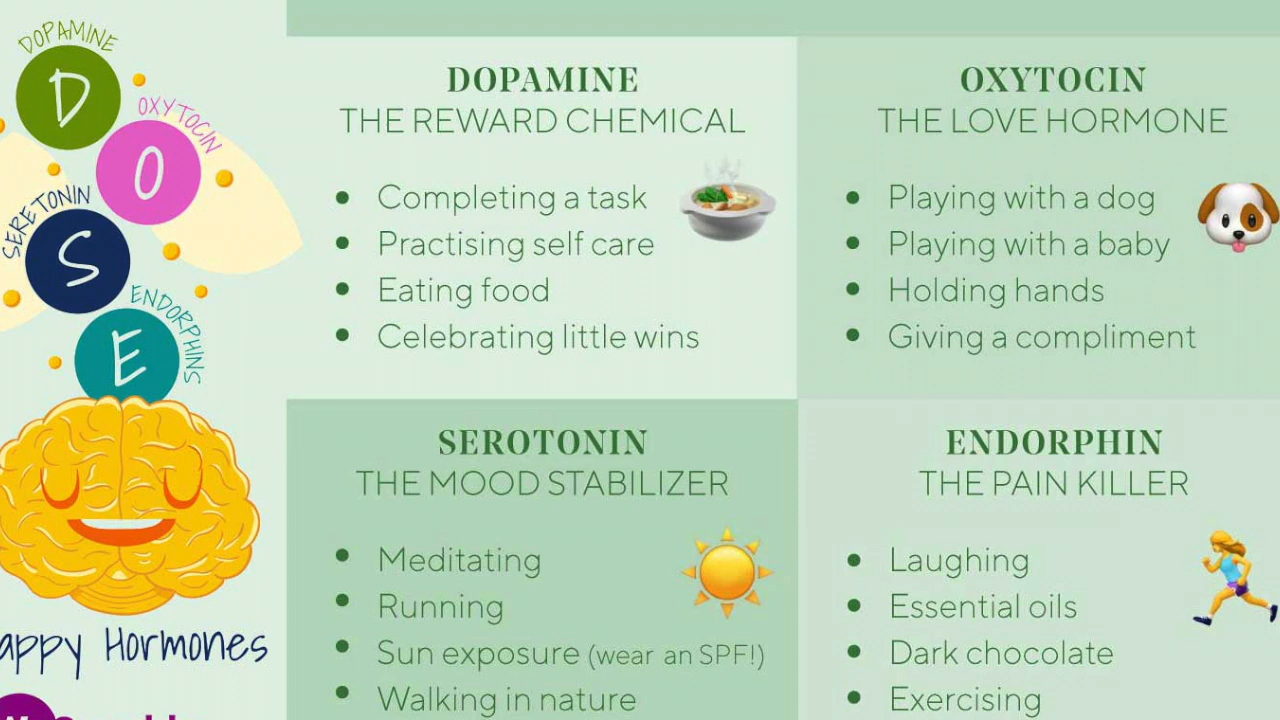 DOPAMINE
D
OXYTOCIN
O
SERETONIN
S
ENDORPHINS
E
appy Hormones
DOPAMINE
THE REWARD CHEMICAL
Completing a task
Practising self care
Eating food
Celebrating little wins
OXYTOCIN
THE LOVE HORMONE
Playing with a dog
Playing with a baby
Holding hands
Giving a compliment
SEROTONIN
THE MOOD STABILIZER
Meditating
Running
Sun exposure (wear an SPF!)
Walking in nature
ENDORPHIN
THE PAIN KILLER
Laughing
Essential oils
Dark chocolate
Exercising